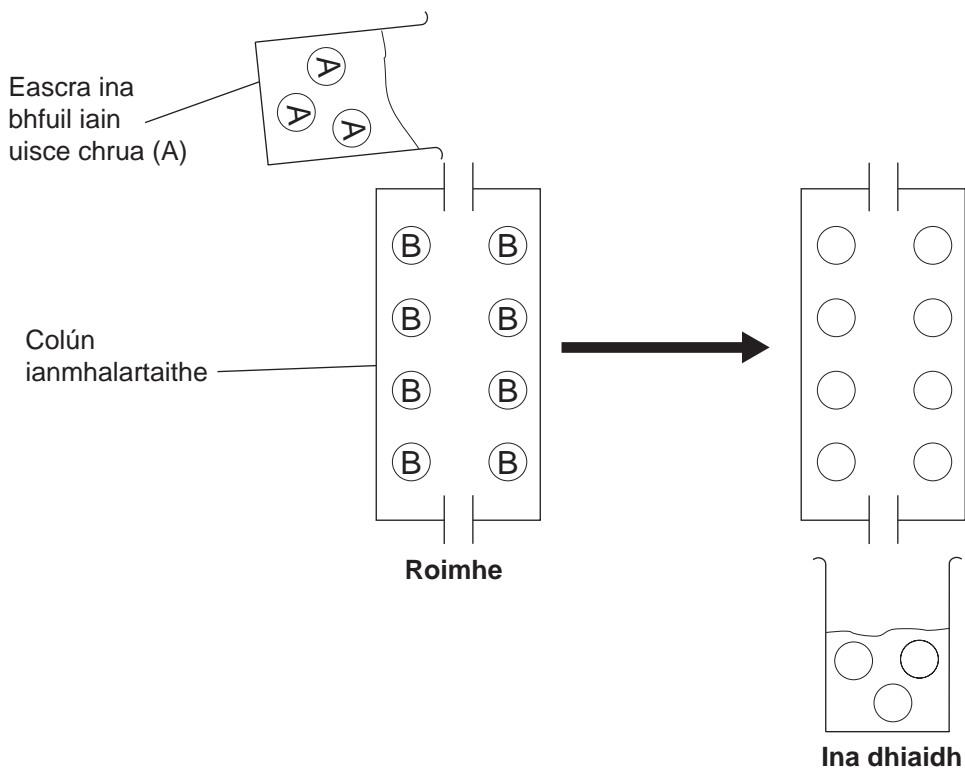 A
A
A
Eascra ina
bhfuil iain
uisce chrua (A)
B B
B B
Colún
ianmhalartaithe
B B
B B
Roimhe
Ina dhiaidh